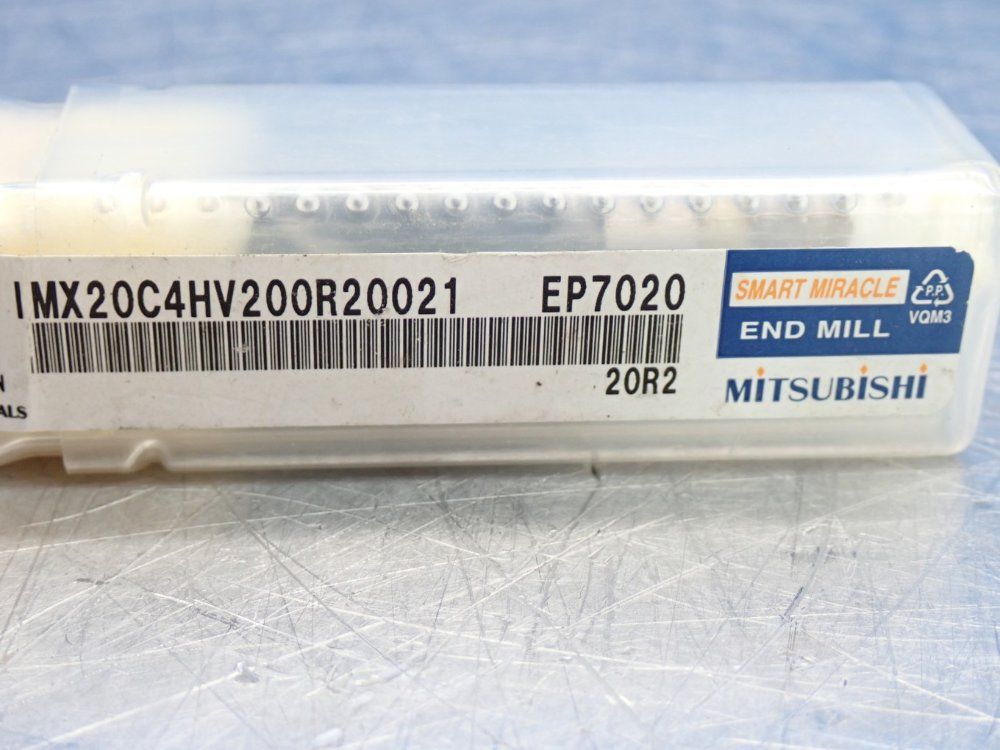 IMX20C4HV200R20021 EP7020
20R2
N
ALS
SMART MIRACLE
END MILL
P.P.
VQM3
MITSUBISHI